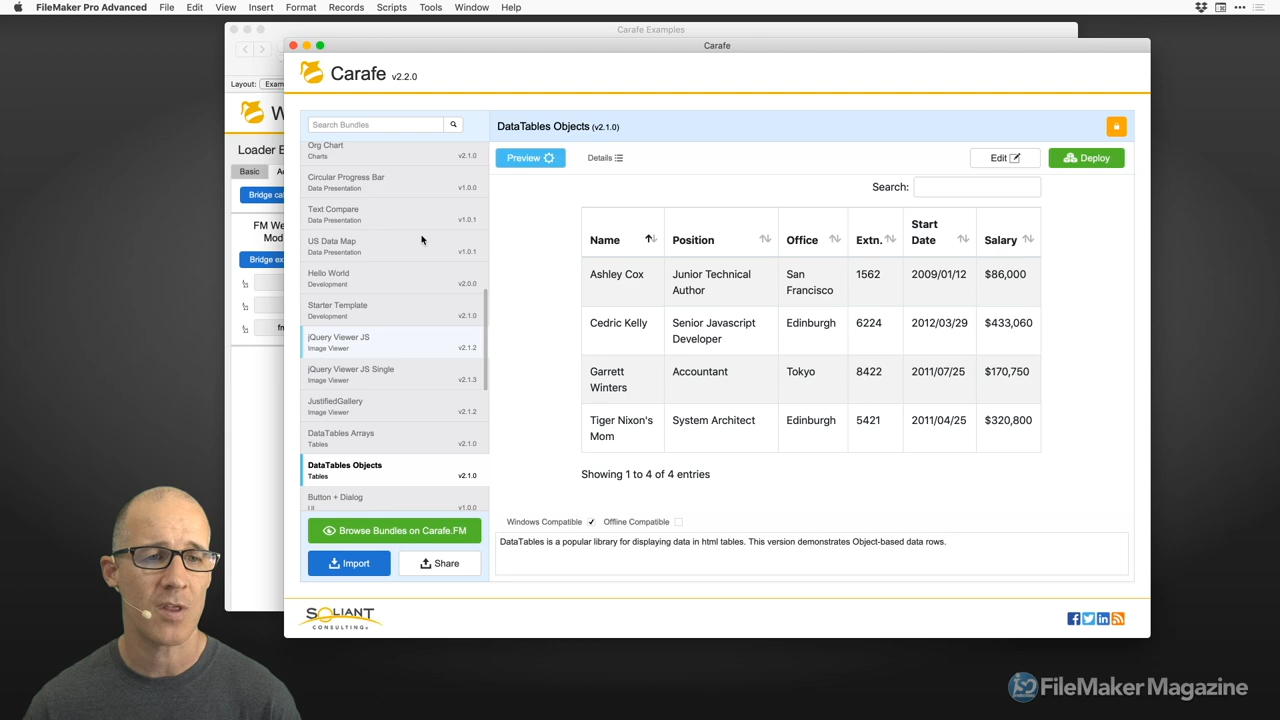 FileMaker Pro Advanced File Edit View Insert Format Records Scripts Tools Window Help
Carafe Examples
Carafe
Layout: Exam
W
Loader E
Basic A
Bridge ca
FM We
Mod
Bridge ex
fn
Carafe v2.2.0
Search Bundles
Org Chart
Charts v2.1.0
Circular Progress Bar
Data Presentation v1.0.0
Text Compare
Data Presentation v1.0.1
US Data Map
Data Presentation v1.0.1
Hello World
Development v2.0.0
Starter Template
Development v2.1.0
jQuery Viewer JS
Image Viewer v2.1.2
jQuery Viewer JS Single
Image Viewer v2.1.3
JustifiedGallery
Image Viewer v2.1.2
DataTables Arrays
Tables v2.1.0
DataTables Objects
Tables v2.1.0
Button + Dialog
UI v1.0.0
Browse Bundles on Carafe.FM
Import Share
DataTables Objects (v2.1.0)
Preview Details Edit Deploy
Search:
Name Position Office Extn. Start Date Salary
Ashley Cox Junior Technical Author San Francisco 1562 2009/01/12 $86,000
Cedric Kelly Senior Javascript Developer Edinburgh 6224 2012/03/29 $433,060
Garrett Winters Accountant Tokyo 8422 2011/07/25 $170,750
Tiger Nixon's Mom System Architect Edinburgh 5421 2011/04/25 $320,800
Showing 1 to 4 of 4 entries
Windows Compatible Offline Compatible
DataTables is a popular library for displaying data in html tables. This version demonstrates Object-based data rows.
SOLIANT
CONSULTING
FileMaker Magazine